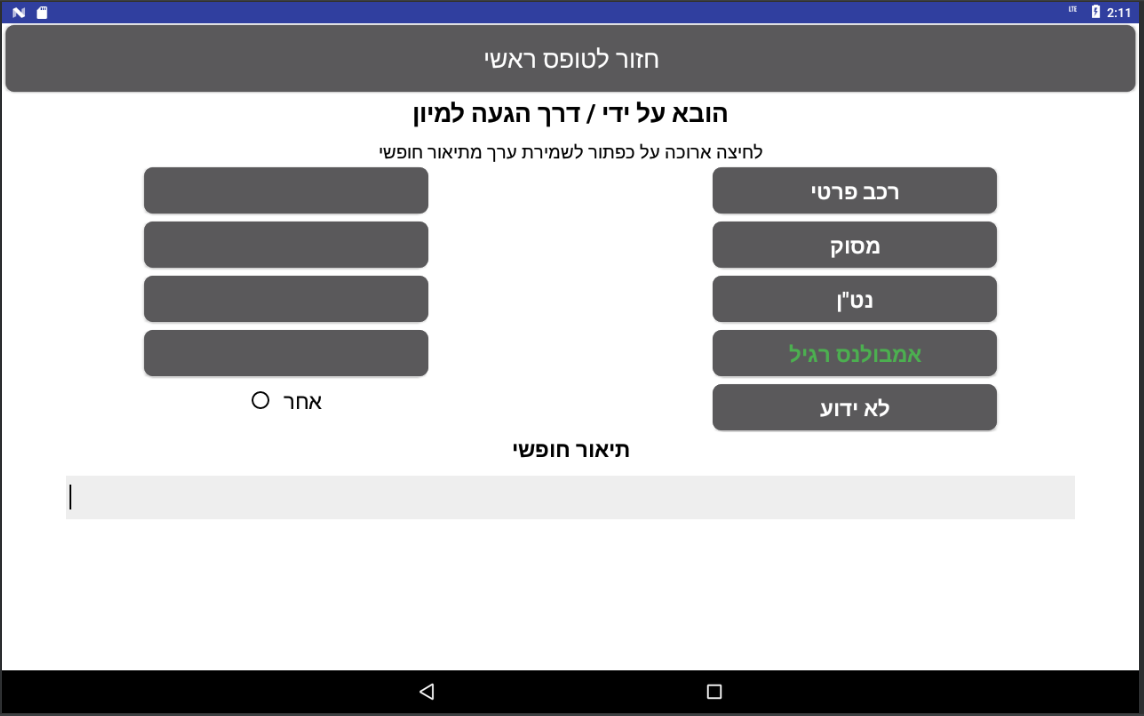 LTE 2:11
חזור לטופס ראשי
הובא על ידי / דרך הגעה למיון
לחיצה ארוכה על כפתור לשמירת ערך מתיאור חופשי
רכב פרטי
מסוק
נט"ן
אמבולנס רגיל
לא ידוע
אחר
תיאור חופשי